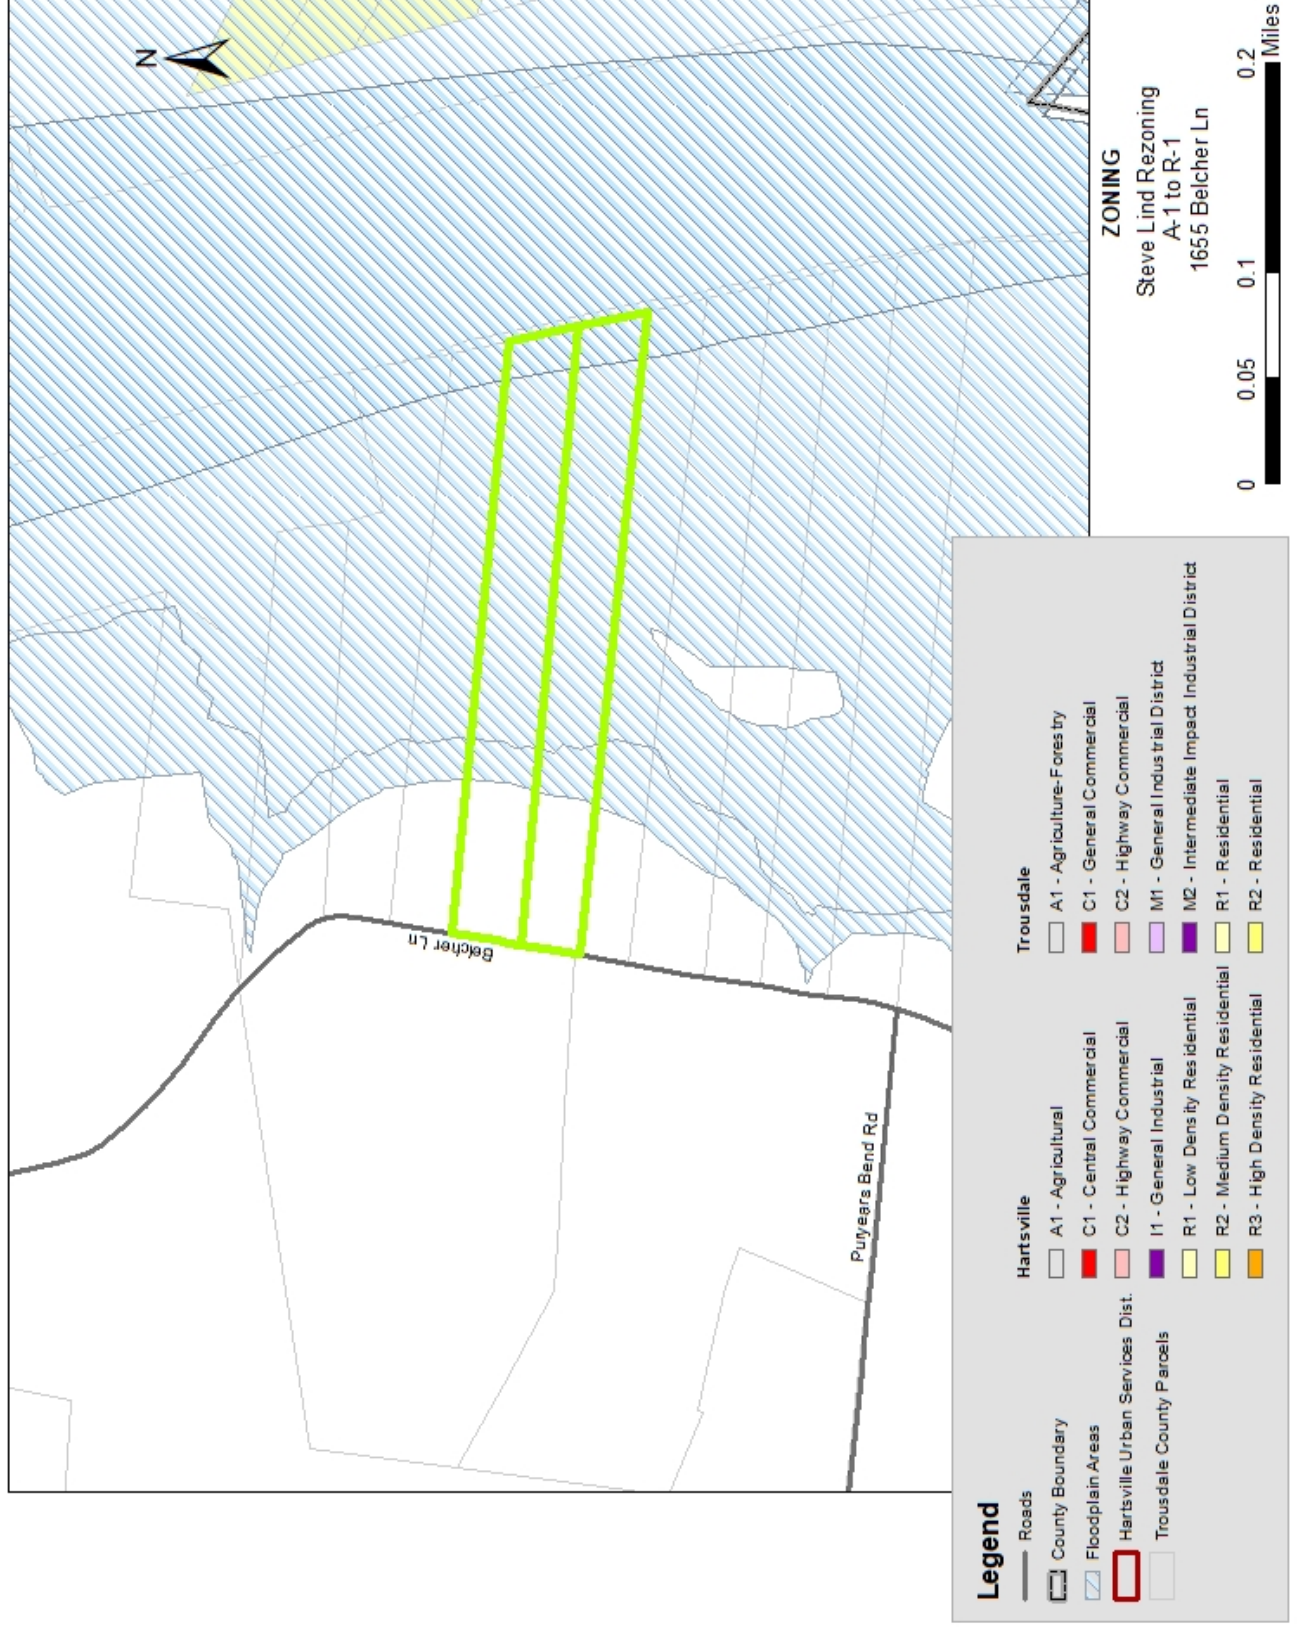 N
Belcher Ln
Puryears Bend Rd
ZONING
Steve Lind Rezoning
A-1 to R-1
1655 Belcher Ln
0 0.05 0.1 0.2
Miles
Legend
Roads
County Boundary
Floodplain Areas
Hartsville Urban Services Dist.
Trousdale County Parcels
Hartsville
A1 - Agricultural
C1 - Central Commercial
C2 - Highway Commercial
I1 - General Industrial
R1 - Low Density Residential
R2 - Medium Density Residential
R3 - High Density Residential
Trousdale
A1 - Agriculture-Forestry
C1 - General Commercial
C2 - Highway Commercial
M1 - General Industrial District
M2 - Intermediate Impact Industrial District
R1 - Residential
R2 - Residential